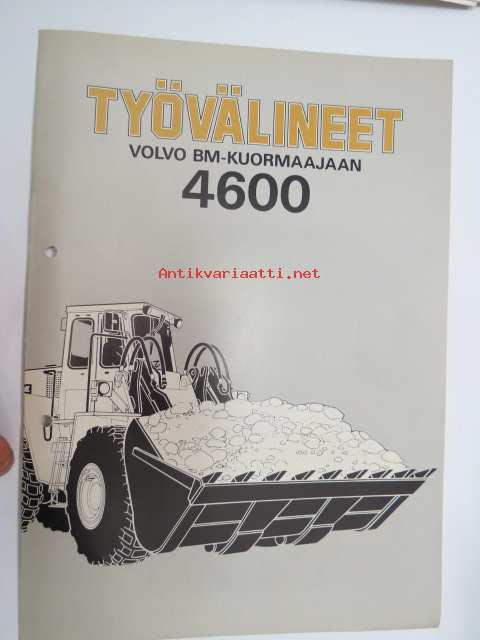 TYÖVÄLINEET
VOLVO BM-KUORMAAJAAN
4600
Antikvariaatti.net